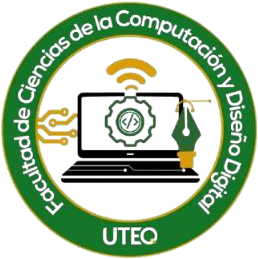 Facultad de Ciencias de la Computación y Diseño Digital
</>
UTEQ